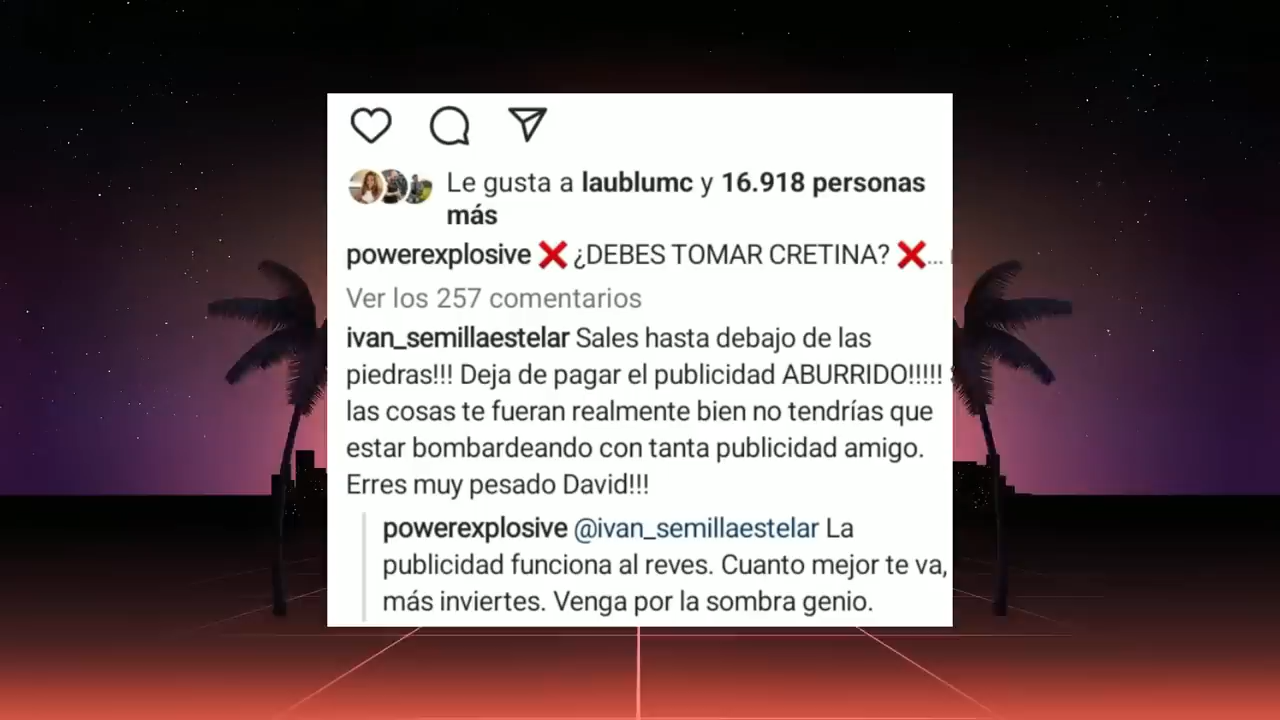 Le gusta a laublumc y 16.918 personas
más
powerexplosive ❌ ¿DEBES TOMAR CRETINA? ❌...
Ver los 257 comentarios
ivan_semillaestelar Sales hasta debajo de las
piedras!!! Deja de pagar el publicidad ABURRIDO!!!!!
las cosas te fueran realmente bien no tendrías que
estar bombardeando con tanta publicidad amigo.
Erres muy pesado David!!!
powerexplosive @ivan_semillaestelar La
publicidad funciona al reves. Cuanto mejor te va,
más inviertes. Venga por la sombra genio.